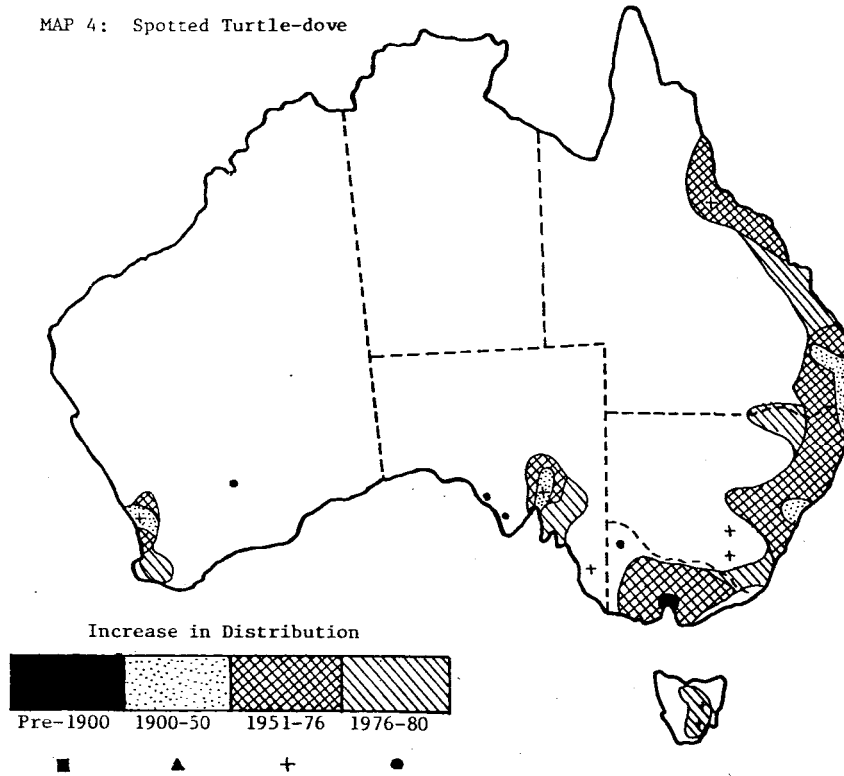 MAP 4: Spotted Turtle-dove
Increase in Distribution
Pre-1900 1900-50 1951-76 1976-80